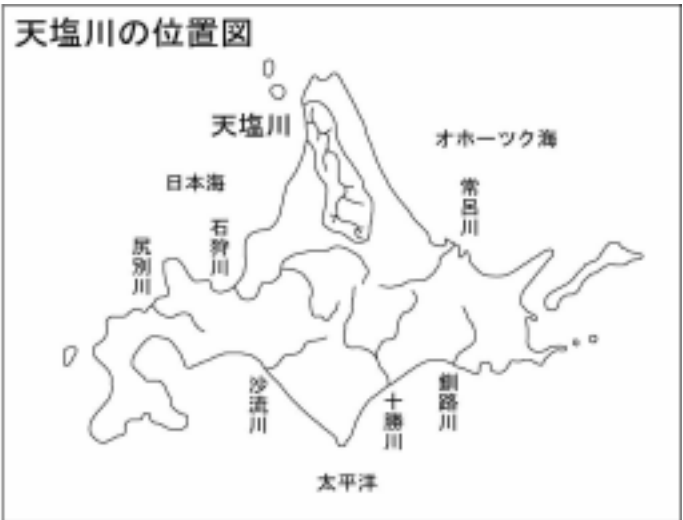 天塩川の位置図
天塩川
オホーツク海
日本海
常呂川
石狩川
尻別川
沙流川
十勝川
釧路川
太平洋